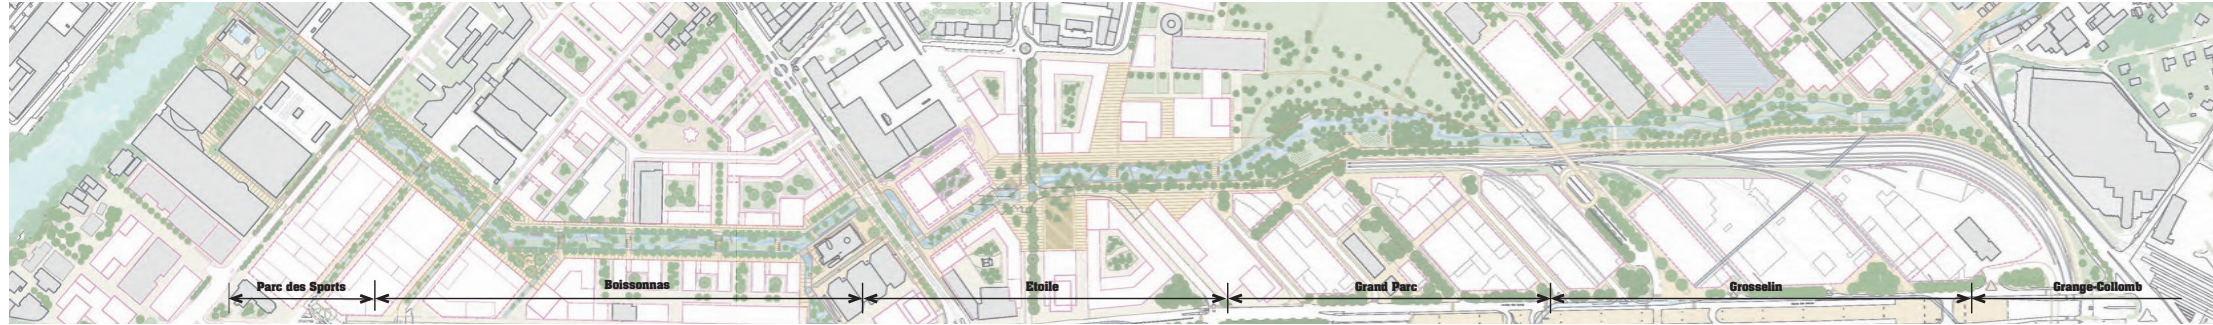 Parc des Sports
Boissonnas
Etoile
Grand Parc
Grosselin
Grange-Collomb